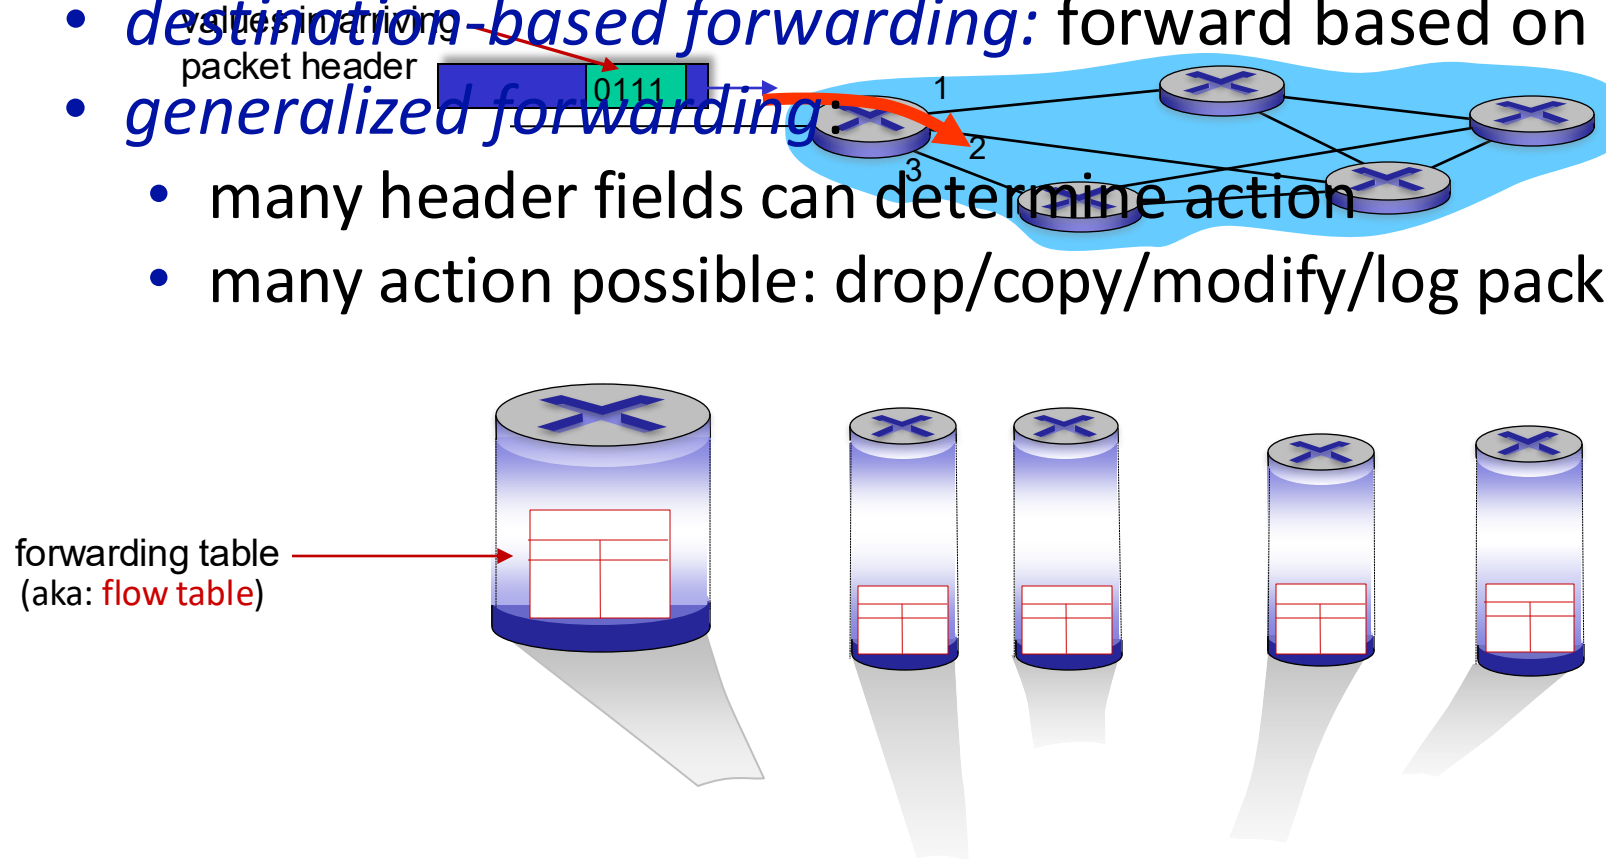 • destination-based forwarding: forward based on
values in arriving
packet header
0111
• generalized forwarding:
1
2
3
• many header fields can determine action
• many action possible: drop/copy/modify/log pack
forwarding table
(aka: flow table)